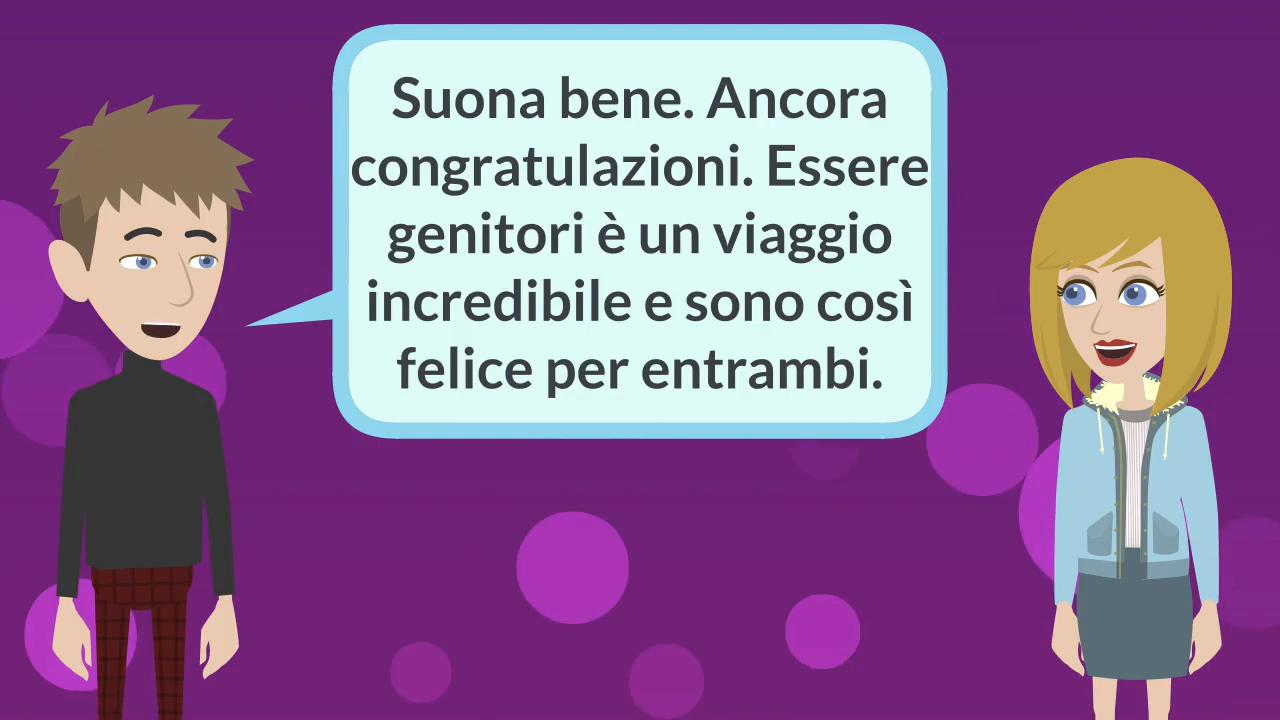 Suona bene. Ancora
congratulazioni. Essere
genitori è un viaggio
incredibile e sono così
felice per entrambi.